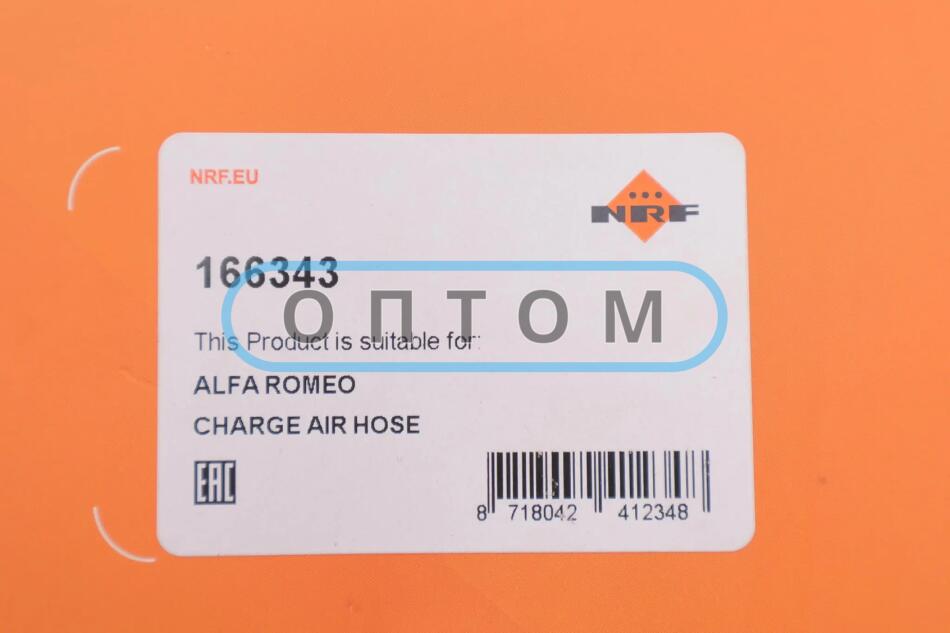 NRF.EU
NRF
166343
ОПТОМ
This Product is suitable for:
ALFA ROMEO
CHARGE AIR HOSE
EAC
8 718042 412348